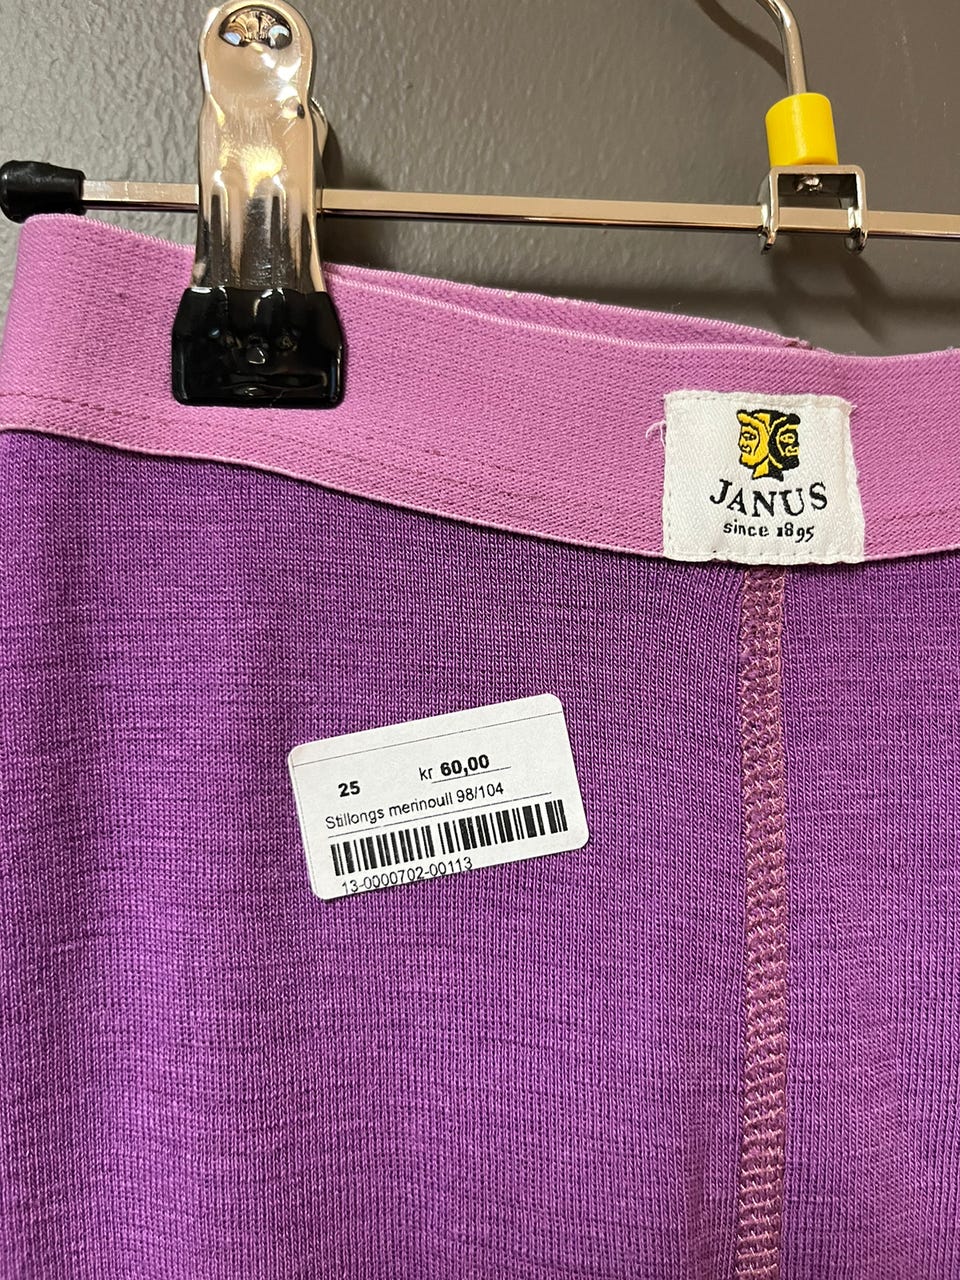 JANUS
since 1895
25 kr 60,00
Stillongs merinoull 98/104
13-0000702-00113